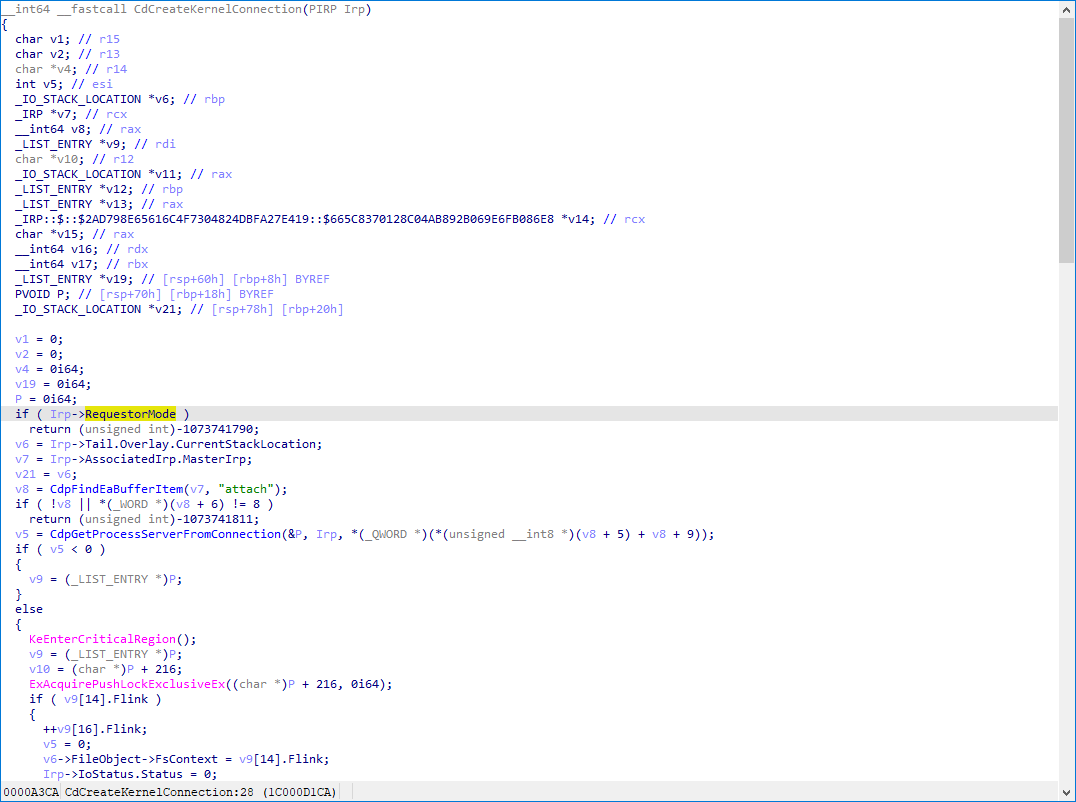 __int64 __fastcall CdCreateKernelConnection(PIRP Irp)
{
  char v1; // r15
  char v2; // r13
  char *v4; // r14
  int v5; // esi
  _IO_STACK_LOCATION *v6; // rbp
  _IRP *v7; // rcx
  __int64 v8; // rax
  _LIST_ENTRY *v9; // rdi
  char *v10; // r12
  _IO_STACK_LOCATION *v11; // rax
  _LIST_ENTRY *v12; // rbp
  _LIST_ENTRY *v13; // rax
  _IRP::$::$2AD798E65616C4F7304824DBFA27E419::$665C8370128C04AB892B069E6FB086E8 *v14; // rcx
  char *v15; // rax
  __int64 v16; // rdx
  __int64 v17; // rbx
  _LIST_ENTRY *v19; // [rsp+60h] [rbp+8h] BYREF
  PVOID P; // [rsp+70h] [rbp+18h] BYREF
  _IO_STACK_LOCATION *v21; // [rsp+78h] [rbp+20h]

  v1 = 0;
  v2 = 0;
  v4 = 0i64;
  v19 = 0i64;
  P = 0i64;
  if ( Irp->RequestorMode )
    return (unsigned int)-1073741790;
  v6 = Irp->Tail.Overlay.CurrentStackLocation;
  v7 = Irp->AssociatedIrp.MasterIrp;
  v21 = v6;
  v8 = CdpFindEaBufferItem(v7, "attach");
  if ( !v8 || *(_WORD *)(v8 + 6) != 8 )
    return (unsigned int)-1073741811;
  v5 = CdpGetProcessServerFromConnection(&P, Irp, *(_QWORD *)(*(unsigned __int8 *)(v8 + 5) + v8 + 9));
  if ( v5 < 0 )
  {
    v9 = (_LIST_ENTRY *)P;
  }
  else
  {
    KeEnterCriticalRegion();
    v9 = (_LIST_ENTRY *)P;
    v10 = (char *)P + 216;
    ExAcquirePushLockExclusiveEx((char *)P + 216, 0i64);
    if ( v9[14].Flink )
    {
      ++v9[16].Flink;
      v5 = 0;
      v6->FileObject->FsContext = v9[14].Flink;
      Irp->IoStatus.Status = 0;
0000A3CA CdCreateKernelConnection:28 (1C000D1CA)